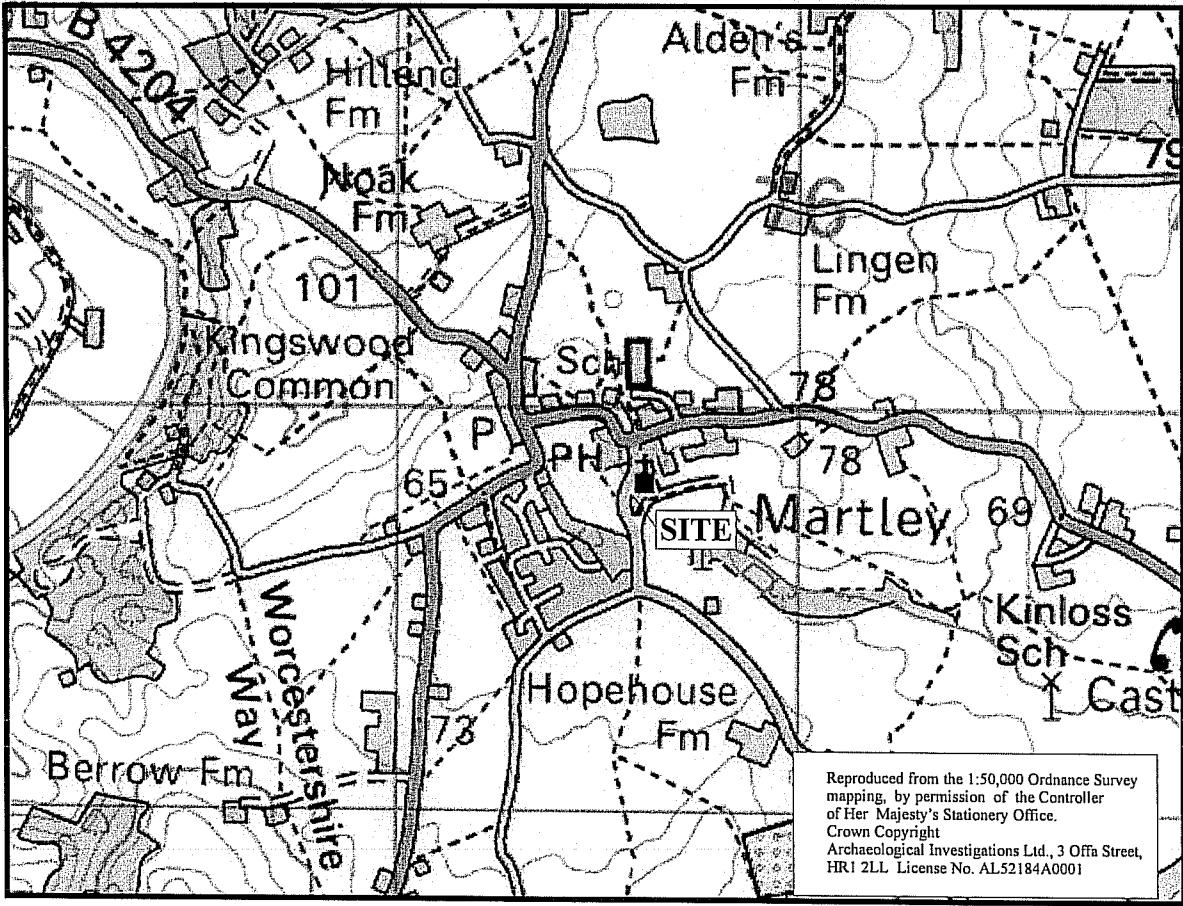 B 4204
Hillend
Fm
Alden's
Fm
79
Noak
Fm
76
Lingen
Fm
101
Kingswood
Common
Sch
78
P
PH
78
65
SITE
Martley
69
Kinloss
Sch
Cast
Worcestershire
Way
Hopehouse
Fm
73
Berrow Fm
Reproduced from the 1:50,000 Ordnance Survey
mapping, by permission of the Controller
of Her Majesty's Stationery Office.
Crown Copyright
Archaeological Investigations Ltd., 3 Offa Street,
HR1 2LL License No. AL52184A0001